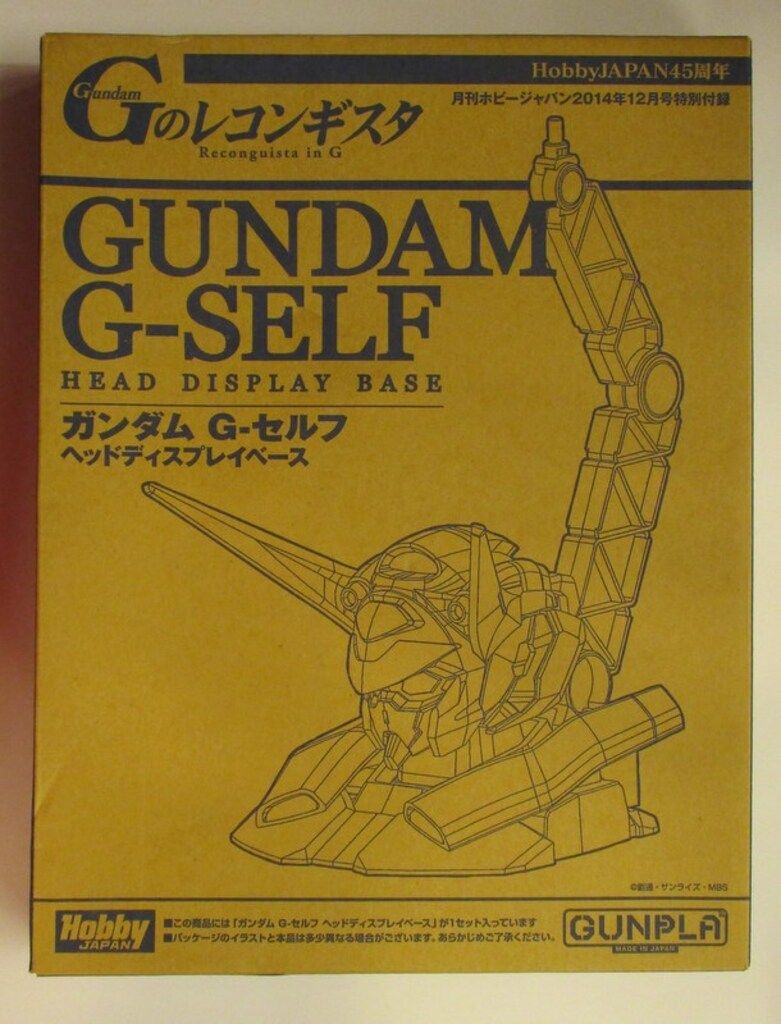 HobbyJAPAN45周年
Gundam
Gのレコンギスタ
Reconguista in G
月刊ホビージャパン2014年12月号特別付録
GUNDAM
G-SELF
HEAD DISPLAY BASE
ガンダム G-セルフ
ヘッドディスプレイベース
©創通・サンライズ・MBS
Hobby
JAPAN
■この商品には「ガンダム G-セルフ ヘッドディスプレイベース」が1セット入っています
■パッケージのイラストと本品は多少異なる場合がございます。あらかじめご了承ください。
GUNPLA
MADE IN JAPAN